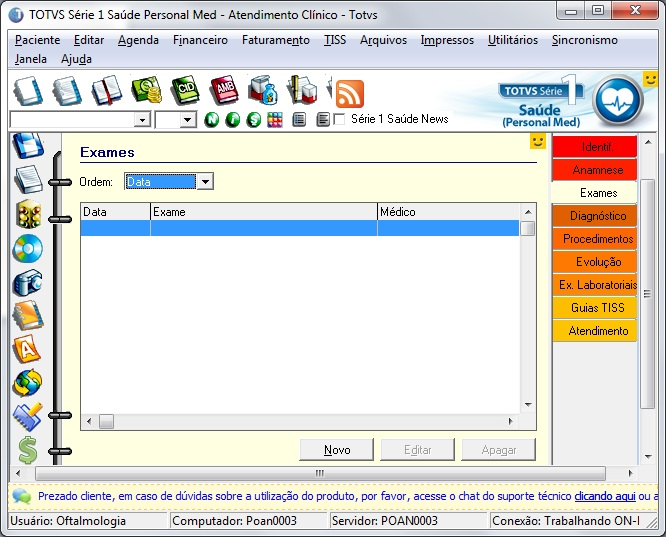 TOTVS Série 1 Saúde Personal Med - Atendimento Clínico - Totvs
Paciente Editar Agenda Financeiro Faturamento TISS Arquivos Impressos Utilitários Sincronismo
Janela Ajuda
CID
AMB
TOTVS Série 1
Saúde
(Personal Med)
N I S
Série 1 Saúde News
Exames
Ordem: Data
Data Exame Médico
Identif.
Anamnese
Exames
Diagnóstico
Procedimentos
Evolução
Ex. Laboratoriais
Guias TISS
Atendimento
Novo Editar Apagar
Prezado cliente, em caso de dúvidas sobre a utilização do produto, por favor, acesse o chat do suporte técnico clicando aqui ou a
Usuário: Oftalmologia Computador: Poan0003 Servidor: POAN0003 Conexão: Trabalhando ON-l